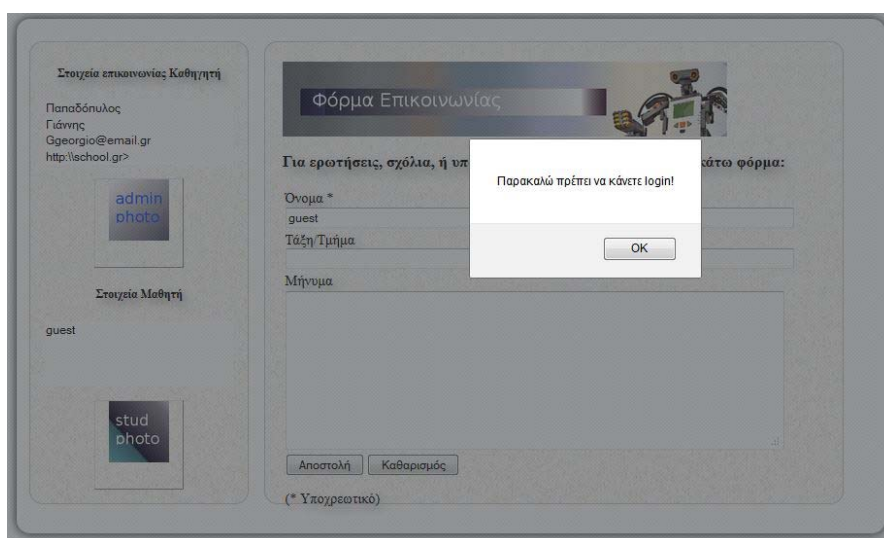 Στοιχεία επικοινωνίας Καθηγητή
Παπαδόπυλος
Γιάννης
Ggeorgio@email.gr
http:\\school.gr>
admin
photo
Στοιχεία Μαθητή
guest
stud
photo
Φόρμα Επικοινωνίας
Για ερωτήσεις, σχόλια, ή υπ
κάτω φόρμα:
Όνομα *
guest
Τάξη/Τμήμα
Μήνυμα
Αποστολή Καθαρισμός
(* Υποχρεωτικό)
Παρακαλώ πρέπει να κάνετε login!
OK